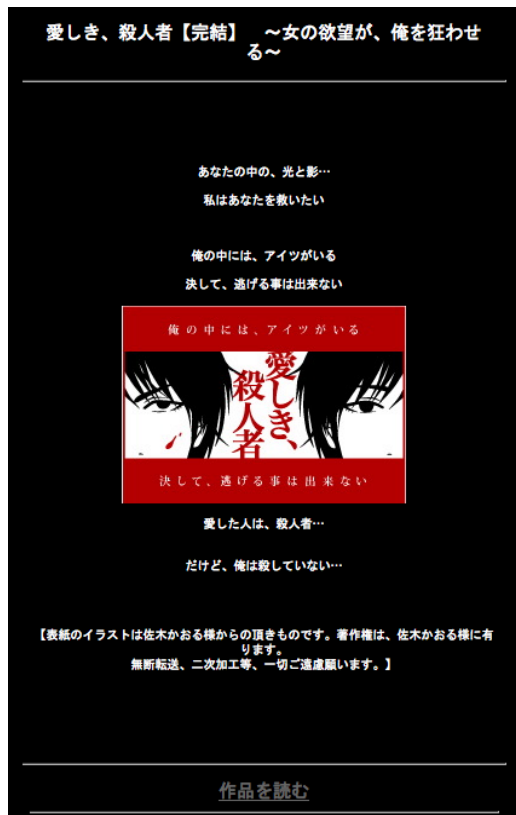 愛しき、殺人者【完結】　～女の欲望が、俺を狂わせ
る～
あなたの中の、光と影…
私はあなたを救いたい
俺の中には、アイツがいる
決して、逃げる事は出来ない
俺の中には、アイツがいる
愛しき、
殺人者
決して、逃げる事は出来ない
愛した人は、殺人者…
だけど、俺は殺していない…
【表紙のイラストは佐木かおる様からの頂きものです。著作権は、佐木かおる様に有
ります。
無断転送、二次加工等、一切ご遠慮願います。】
作品を読む